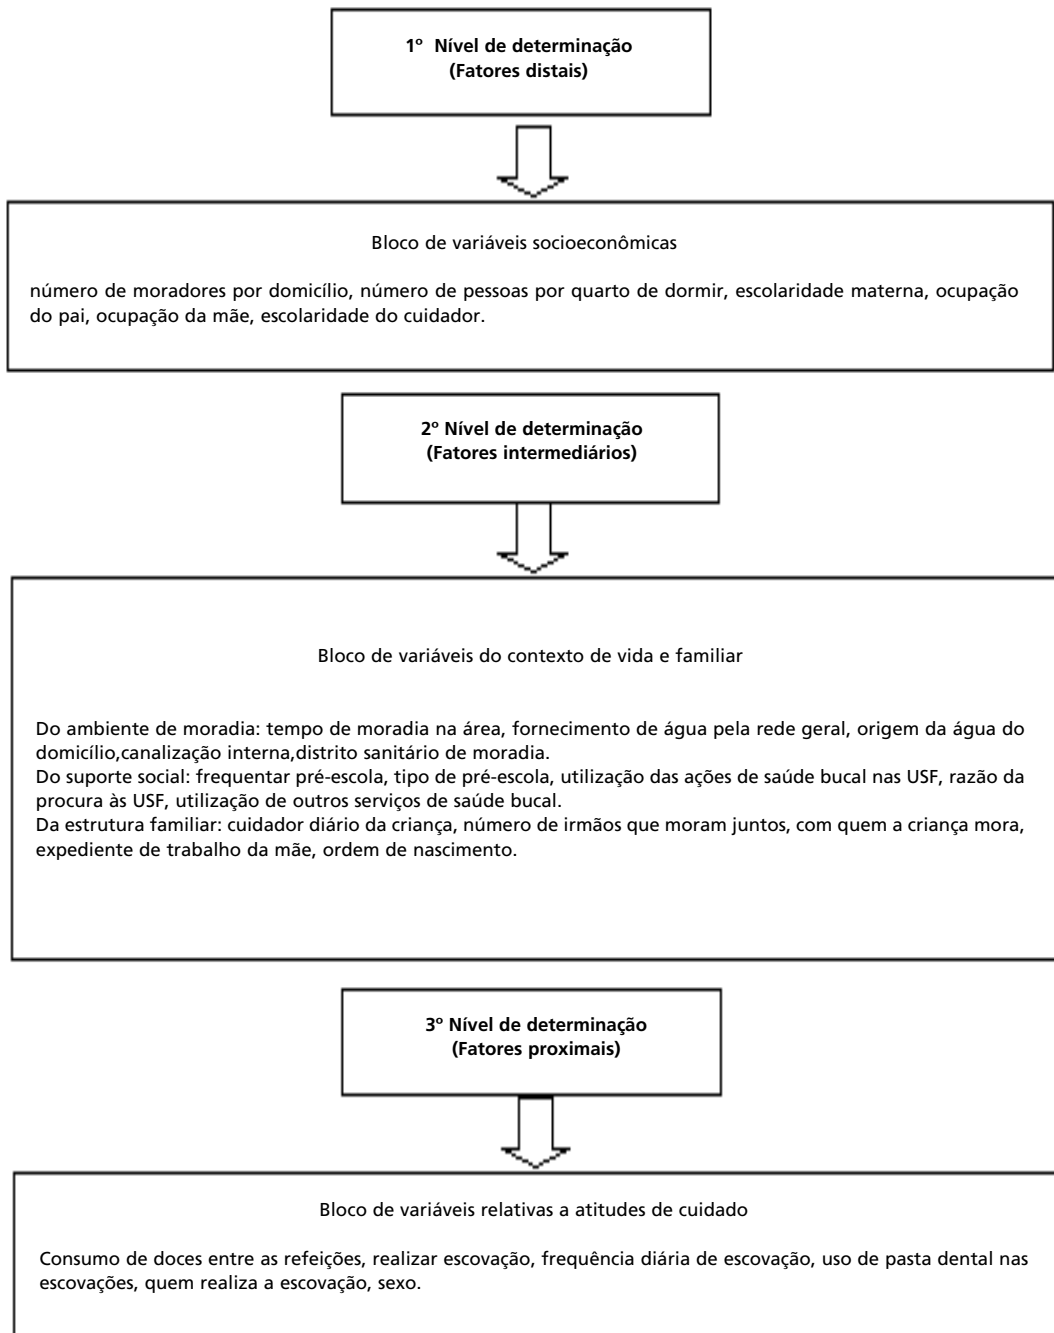 1º Nível de determinação
(Fatores distais)
Bloco de variáveis socioeconômicas
número de moradores por domicílio, número de pessoas por quarto de dormir, escolaridade materna, ocupação
do pai, ocupação da mãe, escolaridade do cuidador.
2º Nível de determinação
(Fatores intermediários)
Bloco de variáveis do contexto de vida e familiar
Do ambiente de moradia: tempo de moradia na área, fornecimento de água pela rede geral, origem da água do
domicílio,canalização interna,distrito sanitário de moradia.
Do suporte social: frequentar pré-escola, tipo de pré-escola, utilização das ações de saúde bucal nas USF, razão da
procura às USF, utilização de outros serviços de saúde bucal.
Da estrutura familiar: cuidador diário da criança, número de irmãos que moram juntos, com quem a criança mora,
expediente de trabalho da mãe, ordem de nascimento.
3º Nível de determinação
(Fatores proximais)
Bloco de variáveis relativas a atitudes de cuidado
Consumo de doces entre as refeições, realizar escovação, frequência diária de escovação, uso de pasta dental nas
escovações, quem realiza a escovação, sexo.